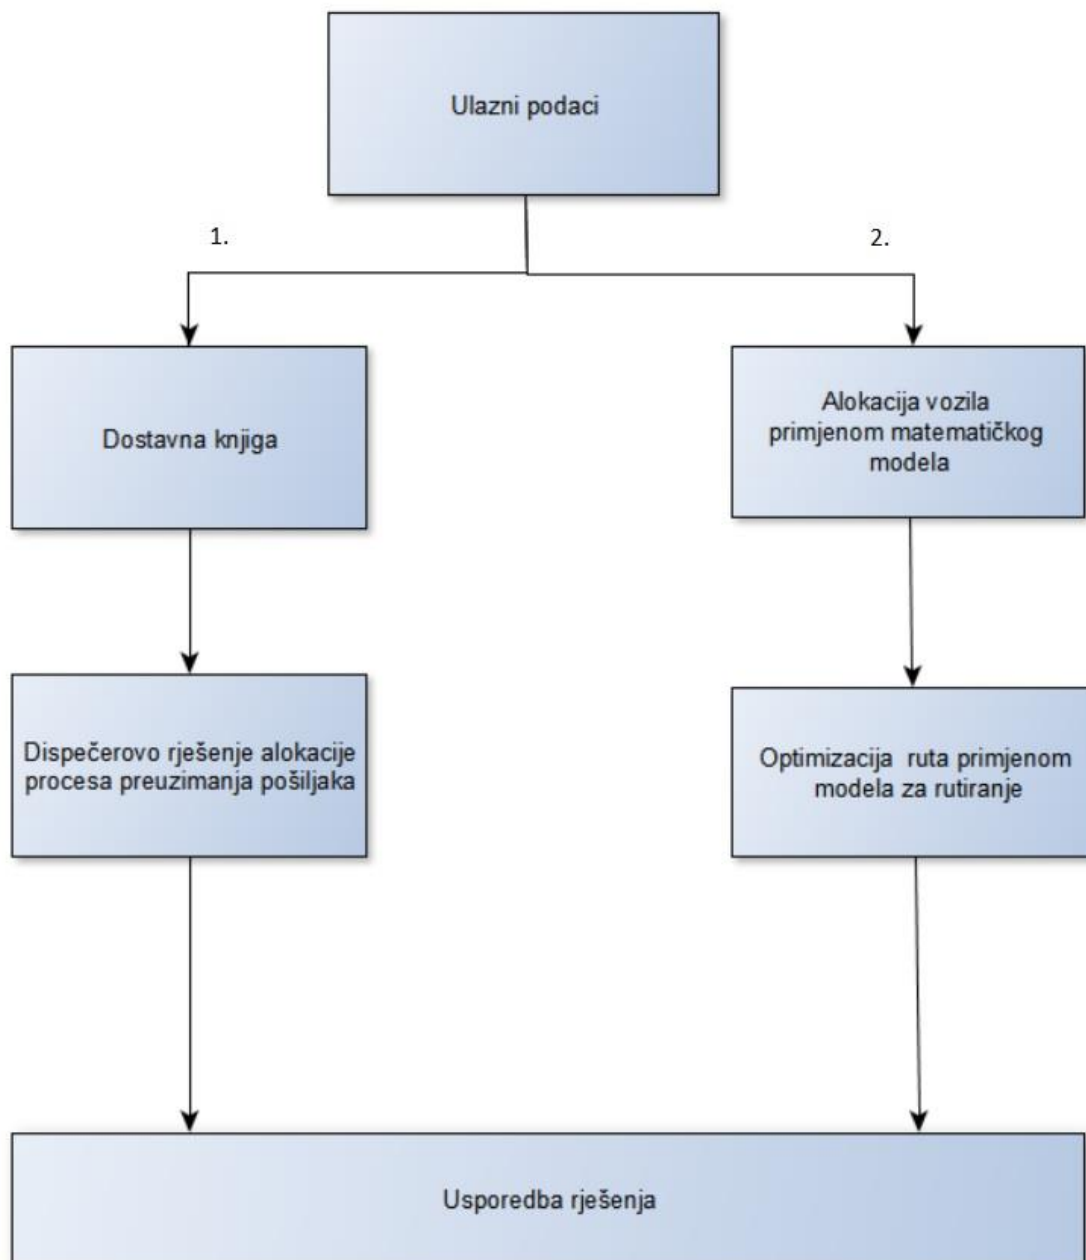 Ulazni podaci
1.
2.
Dostavna knjiga
Alokacija vozila
primjenom matematičkog
modela
Dispečerovo rješenje alokacije
procesa preuzimanja pošiljaka
Optimizacija ruta primjenom
modela za rutiranje
Usporedba rješenja